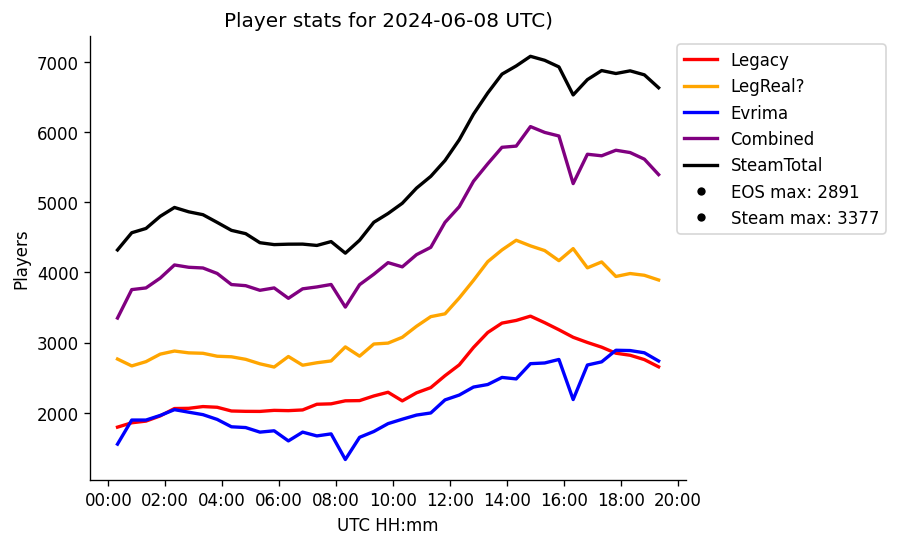 Player stats for 2024-06-08 UTC)
Legacy
LegReal?
Evrima
Combined
SteamTotal
EOS max: 2891
Steam max: 3377
7000
6000
5000
4000
3000
2000
Players
00:00 02:00 04:00 06:00 08:00 10:00 12:00 14:00 16:00 18:00 20:00
UTC HH:mm